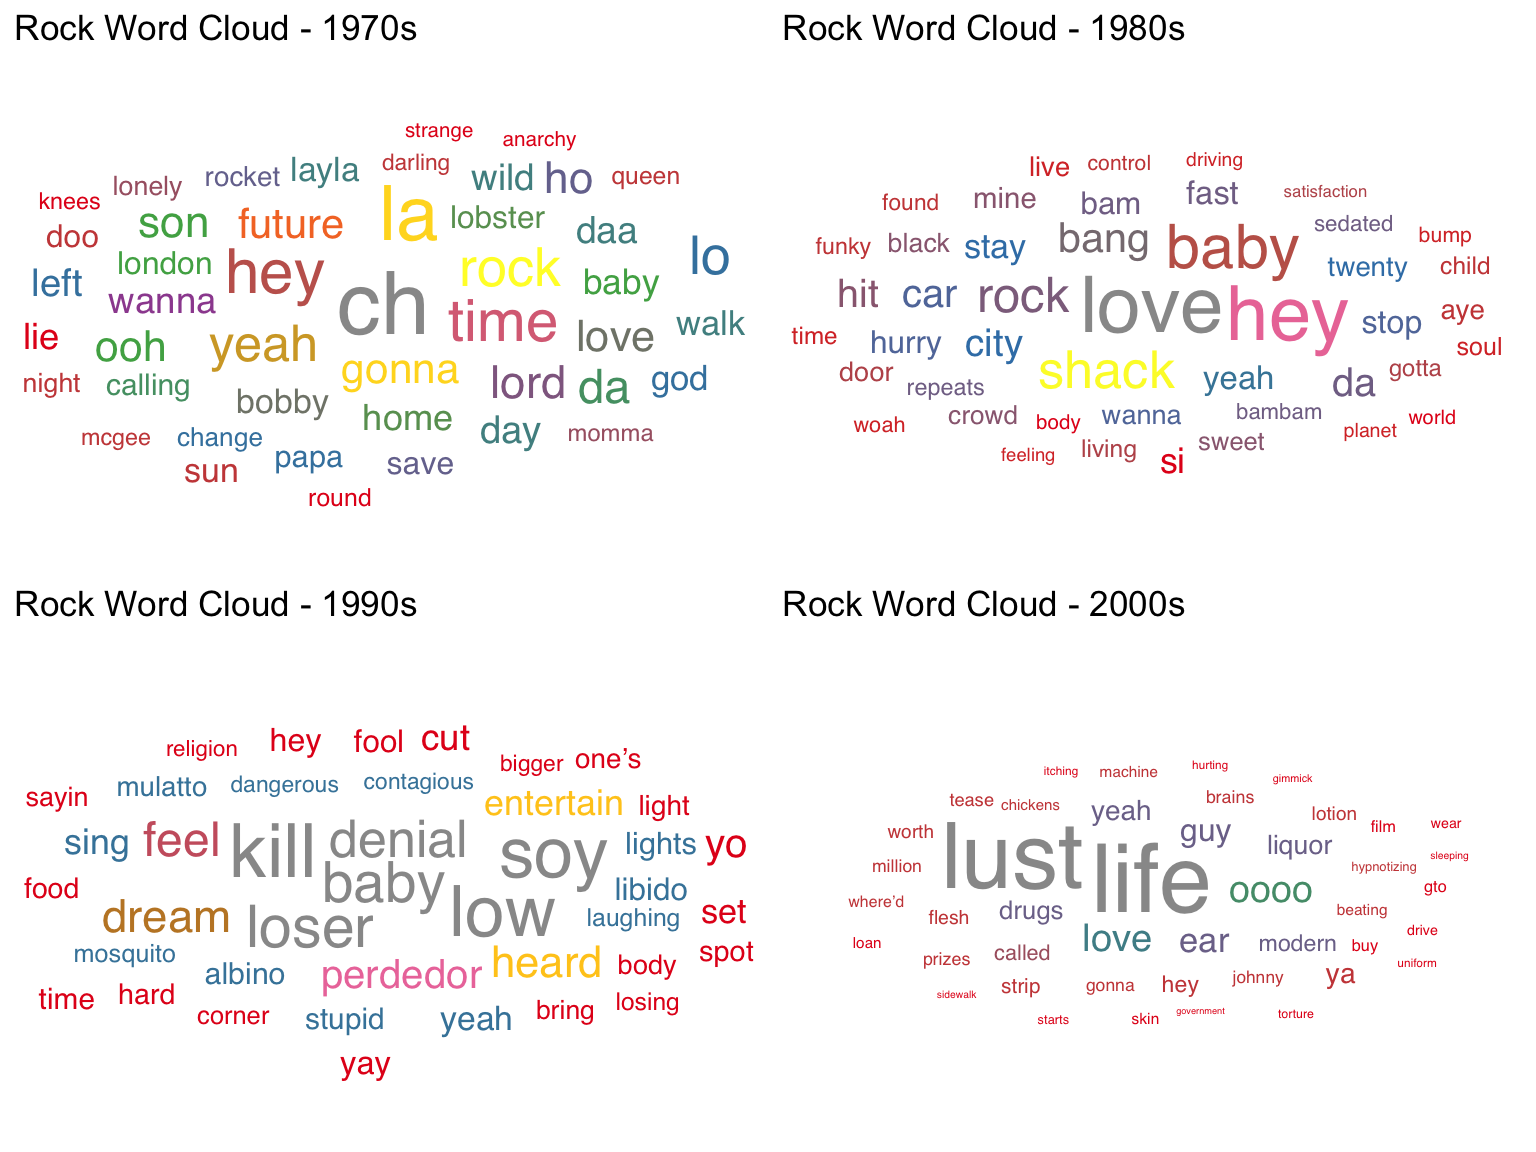 Rock Word Cloud - 1970s
strange anarchy
lonely rocket layla darling wild ho queen
knees son future la lobster daa
doo london hey rock lo
left wanna ch time baby
lie ooh yeah love walk
night calling gonna lord da god
bobby home day momma
mcgee change papa save
sun
round
Rock Word Cloud - 1980s
live control driving
found mine bam fast satisfaction
funky black stay bang baby sedated bump
twenty child
hit car rock love hey stop aye
time hurry city soul
door repeats shack yeah da gotta
woah crowd body wanna bambam planet world
feeling living si sweet
Rock Word Cloud - 1990s
religion hey fool cut
bigger one's
sayin mulatto dangerous contagious entertain light
sing feel kill denial soy lights yo
food baby libido
dream loser low laughing set
mosquito albino perdedor heard body spot
time hard bring losing
corner stupid yeah
yay
Rock Word Cloud - 2000s
itching machine hurting gimmick
tease chickens yeah brains lotion
worth lust guy liquor film wear
million life oooo hypnotizing sleeping
where'd flesh drugs beating gto
loan called love ear modern buy drive
prizes strip gonna hey johnny ya uniform
sidewalk starts skin government torture